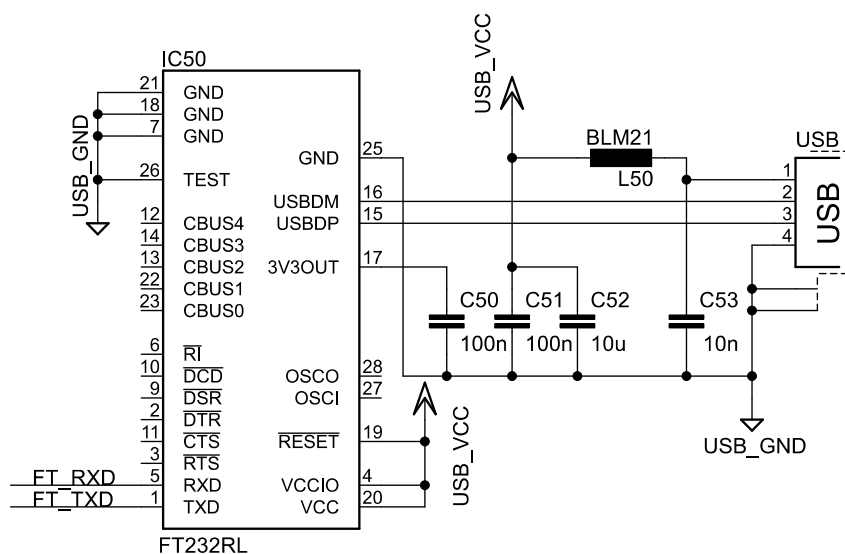 IC50
21 GND
18 GND
7 GND
26 TEST
USB_GND
12 CBUS4
14 CBUS3
13 CBUS2
22 CBUS1
23 CBUS0
6 RI
10 DCD
9 DSR
2 DTR
11 CTS
3 RTS
FT_RXD 5 RXD
FT_TXD 1 TXD
GND 25
USBDM 16
USBDP 15
3V3OUT 17
OSCO 28
OSCI 27
RESET 19
VCCIO 4
VCC 20
FT232RL
USB_VCC
USB_VCC
BLM21
L50
C50
100n
C51
100n
C52
10u
C53
10n
USB_GND
USB
1
2
3
4
USB